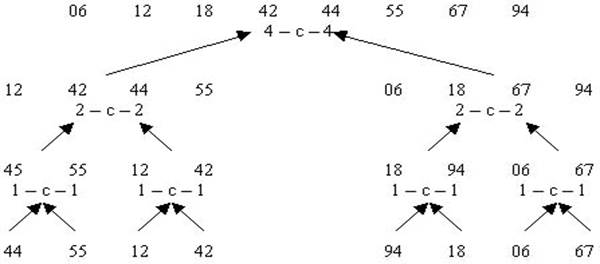 06 12 18 42 44 55 67 94
4 – c – 4
12 42 44 55 06 18 67 94
2 – c – 2 2 – c – 2
45 55 12 42 18 94 06 67
1 – c – 1 1 – c – 1 1 – c – 1 1 – c – 1
44 55 12 42 94 18 06 67